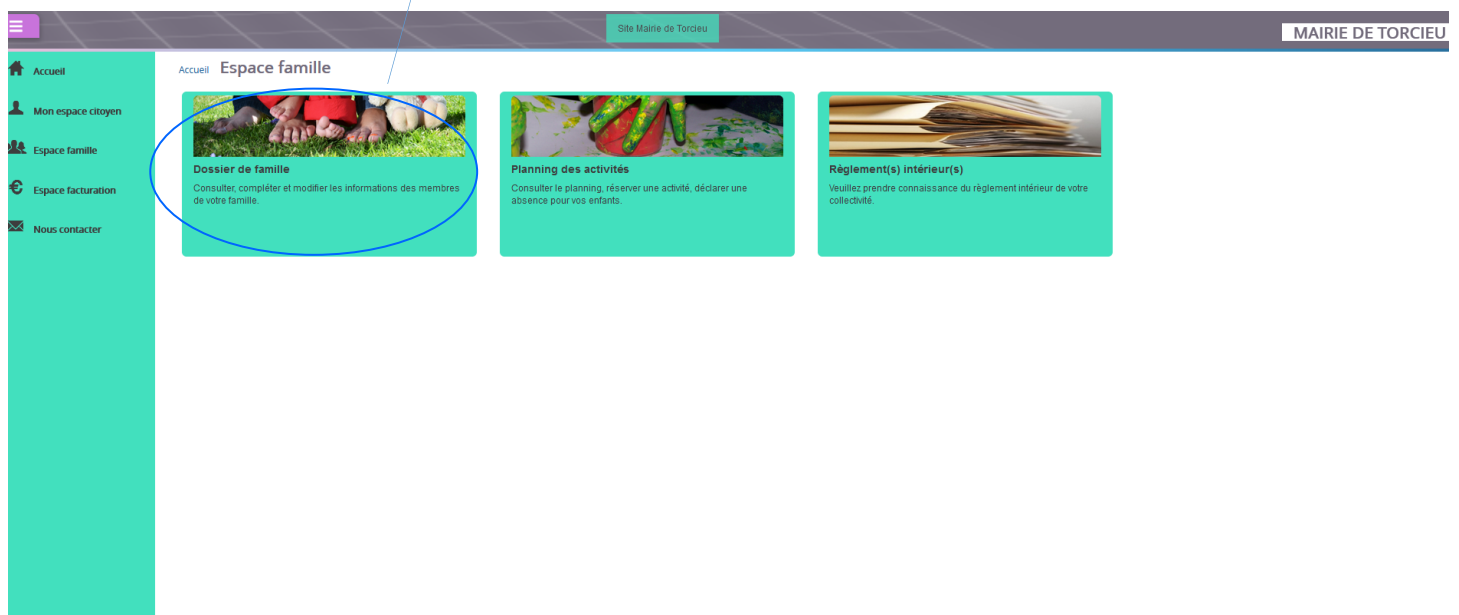 Site Mairie de Torcieu
MAIRIE DE TORCIEU
Accueil
Mon espace citoyen
Espace famille
Espace facturation
Nous contacter
Accueil Espace famille
Dossier de famille
Consulter, compléter et modifier les informations des membres
de votre famille.
Planning des activités
Consulter le planning, réserver une activité, déclarer une
absence pour vos enfants.
Règlement(s) intérieur(s)
Veuillez prendre connaissance du règlement intérieur de votre
collectivité.